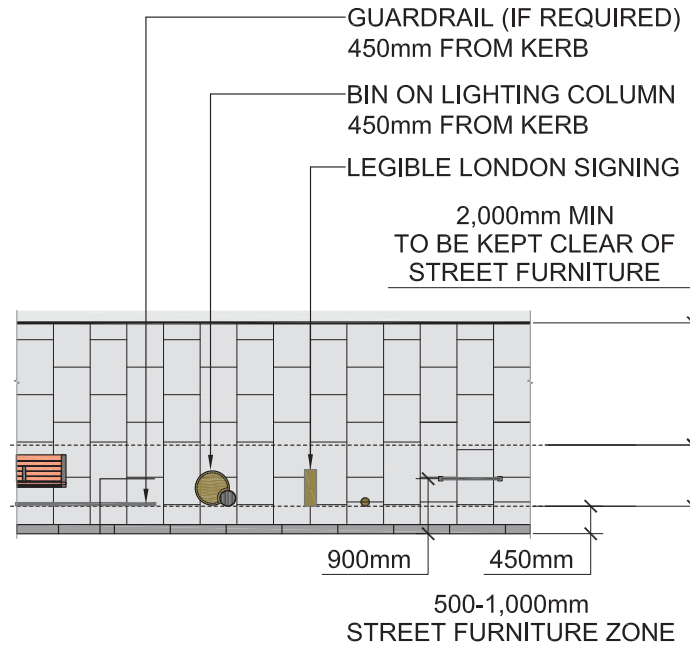 GUARDRAIL (IF REQUIRED)
450mm FROM KERB
BIN ON LIGHTING COLUMN
450mm FROM KERB
LEGIBLE LONDON SIGNING
2,000mm MIN
TO BE KEPT CLEAR OF
STREET FURNITURE
900mm
450mm
500-1,000mm
STREET FURNITURE ZONE